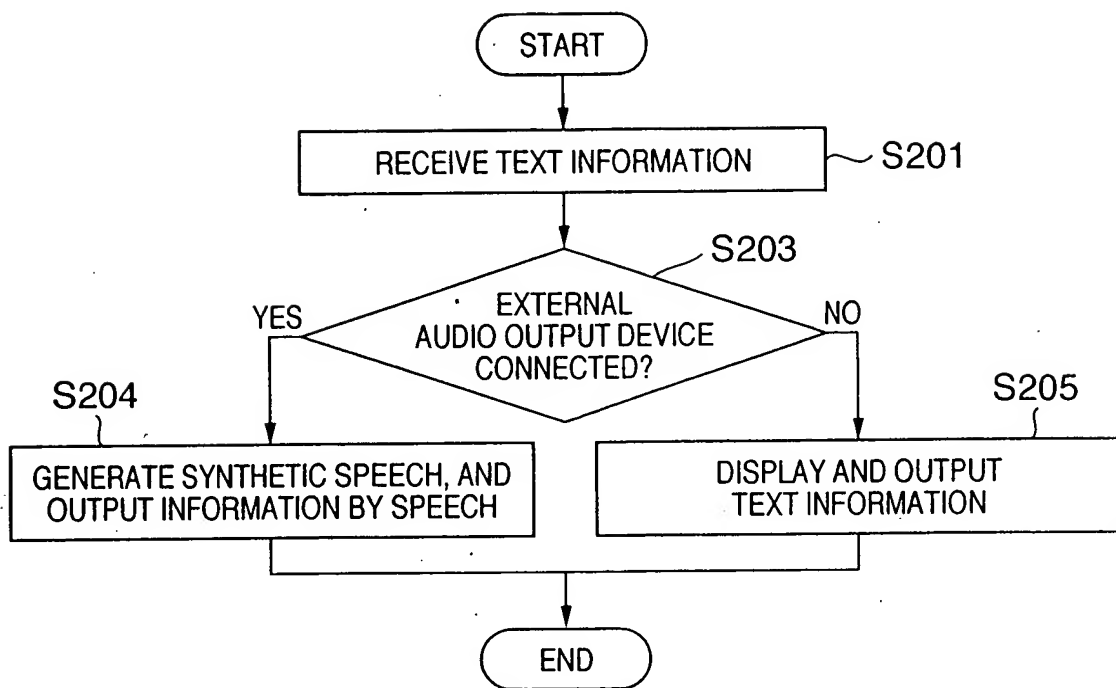 START
RECEIVE TEXT INFORMATION
S201
S203
EXTERNAL
AUDIO OUTPUT DEVICE
CONNECTED?
YES
NO
S204
S205
GENERATE SYNTHETIC SPEECH, AND
OUTPUT INFORMATION BY SPEECH
DISPLAY AND OUTPUT
TEXT INFORMATION
END